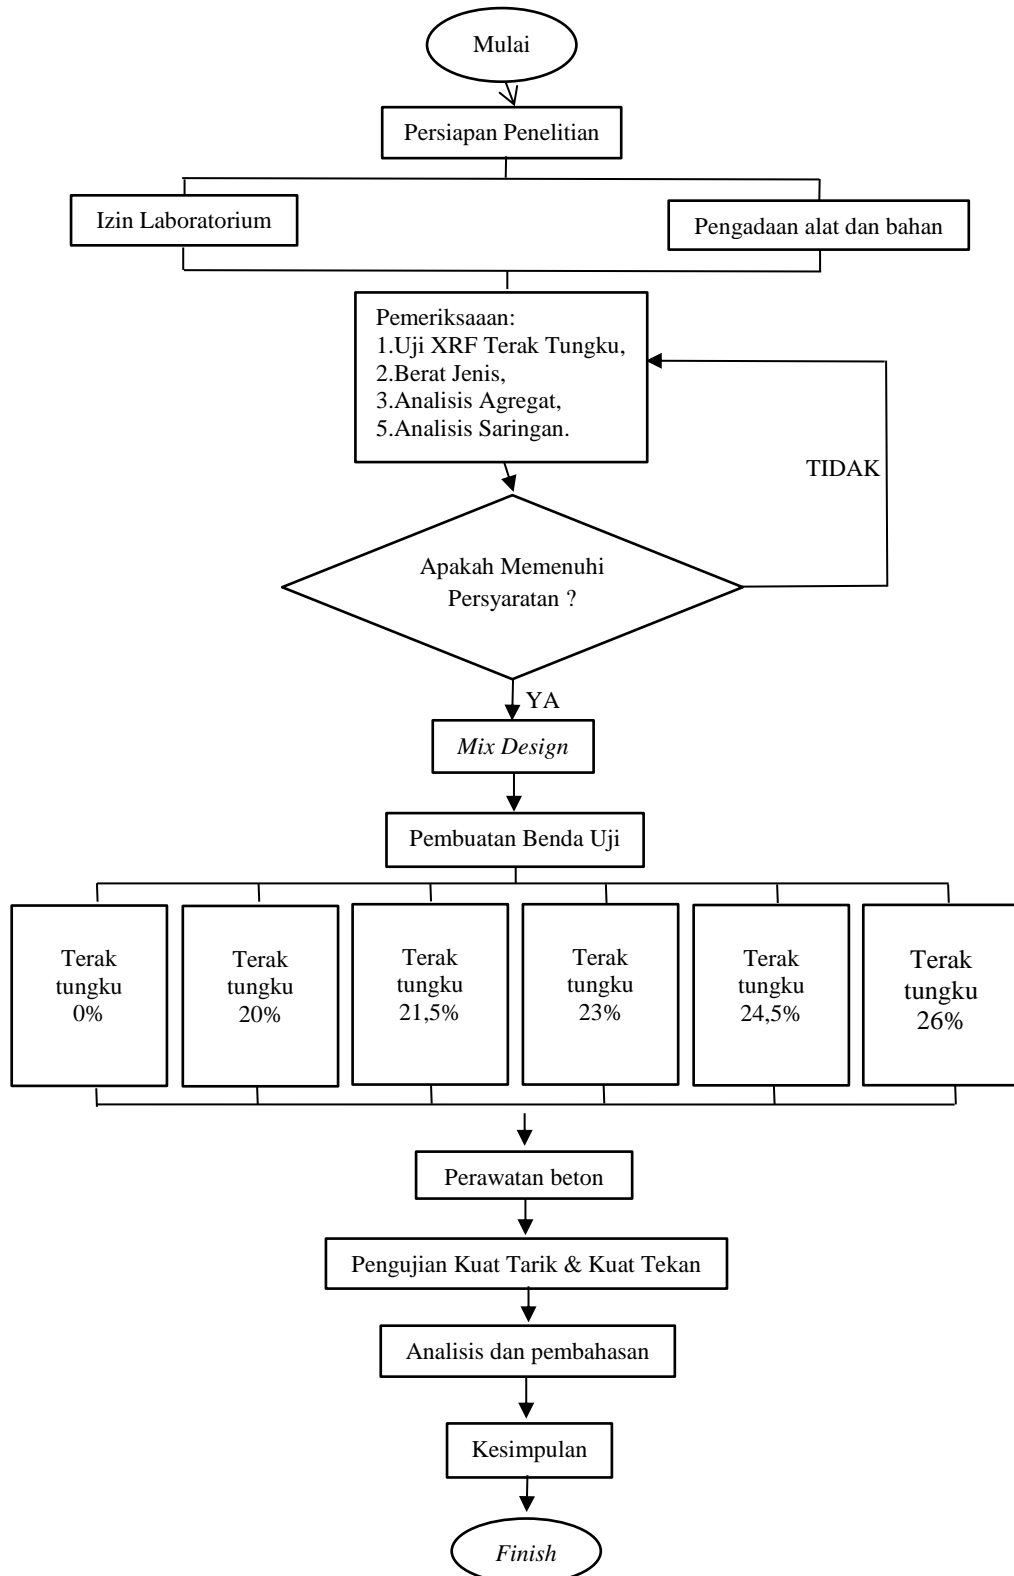 Mulai
Persiapan Penelitian
Izin Laboratorium
Pengadaan alat dan bahan
Pemeriksaaan:
1.Uji XRF Terak Tungku,
2.Berat Jenis,
3.Analisis Agregat,
5.Analisis Saringan.
TIDAK
Apakah Memenuhi
Persyaratan ?
YA
Mix Design
Pembuatan Benda Uji
Terak
tungku
0%
Terak
tungku
20%
Terak
tungku
21,5%
Terak
tungku
23%
Terak
tungku
24,5%
Terak
tungku
26%
Perawatan beton
Pengujian Kuat Tarik & Kuat Tekan
Analisis dan pembahasan
Kesimpulan
Finish